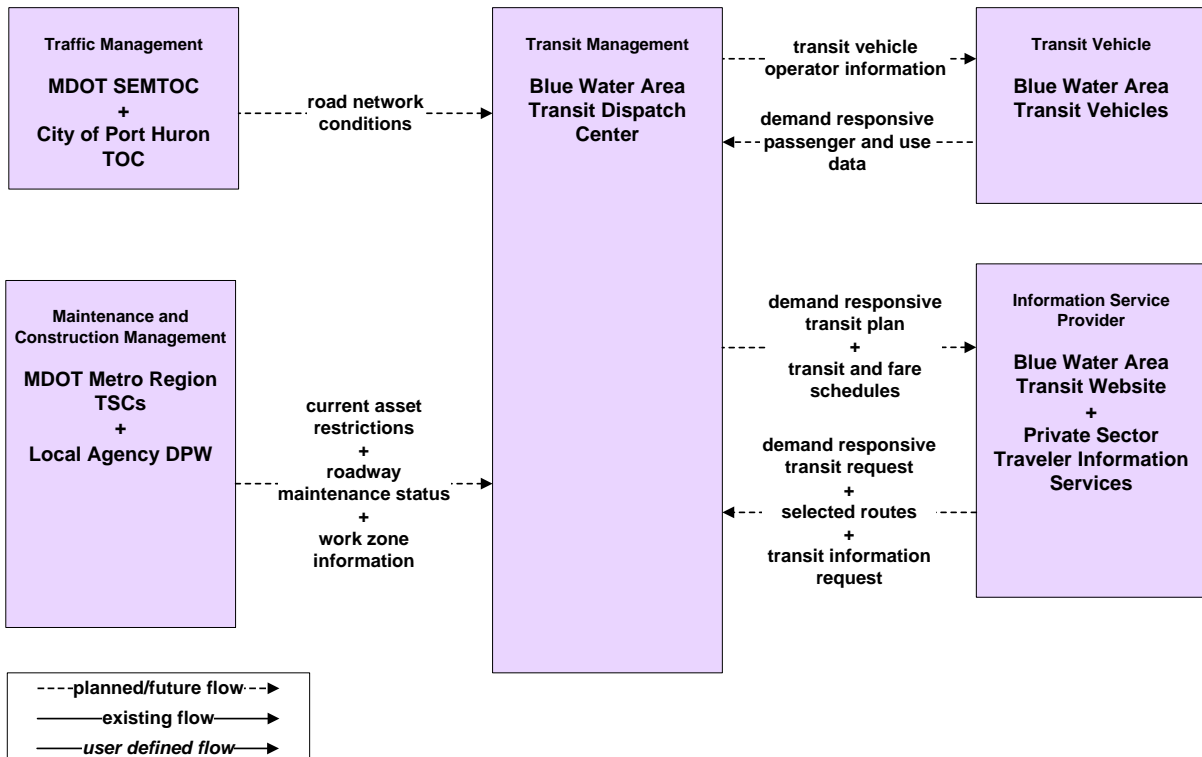 Traffic Management
MDOT SEMTOC
+
City of Port Huron
TOC
road network
conditions
Transit Management
Blue Water Area
Transit Dispatch
Center
transit vehicle
operator information
demand responsive
passenger and use
data
Transit Vehicle
Blue Water Area
Transit Vehicles
Maintenance and
Construction Management
MDOT Metro Region
TSCs
+
Local Agency DPW
current asset
restrictions
+
roadway
maintenance status
+
work zone
information
demand responsive
transit plan
+
transit and fare
schedules
demand responsive
transit request
+
selected routes
+
transit information
request
Information Service
Provider
Blue Water Area
Transit Website
+
Private Sector
Traveler Information
Services
planned/future flow
existing flow
user defined flow